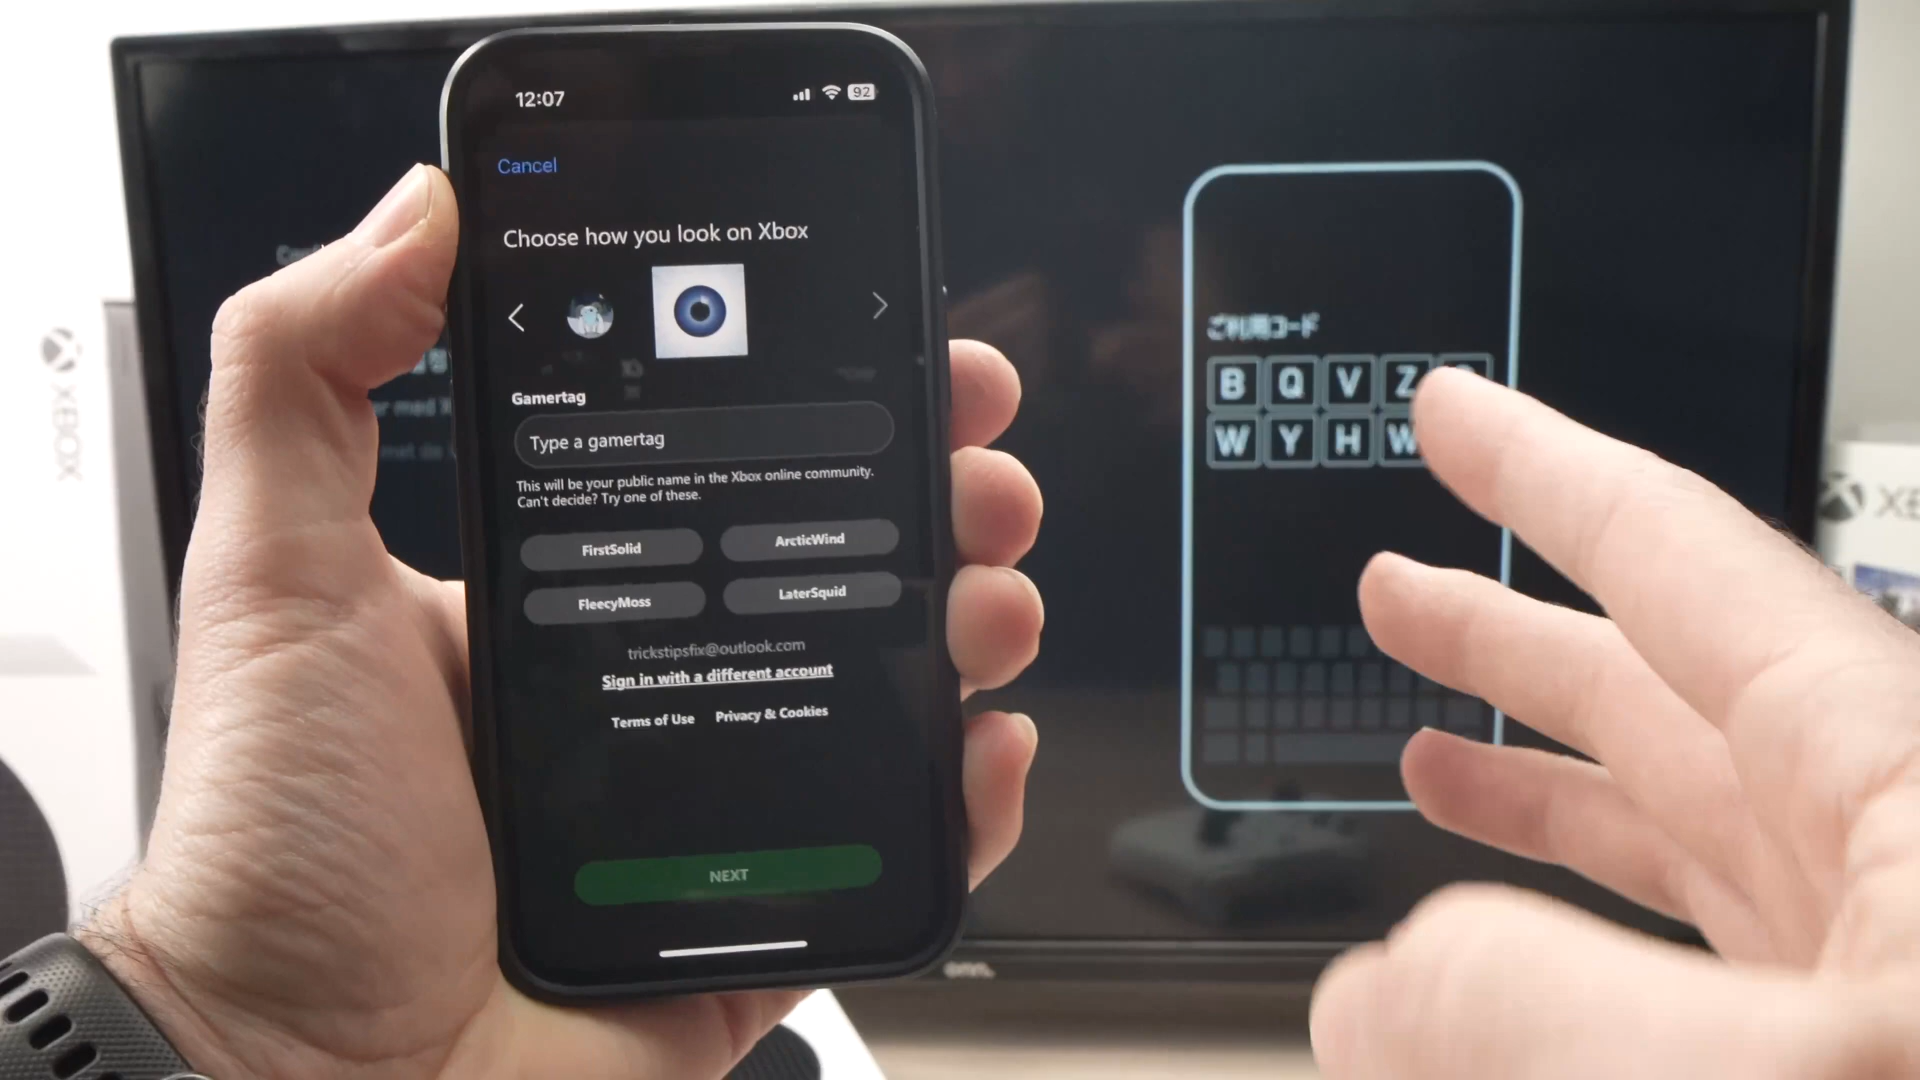 12:07
92
Cancel
Choose how you look on Xbox
Gamertag
Type a gamertag
This will be your public name in the Xbox online community.
Can't decide? Try one of these.
FirstSolid
ArcticWind
FleecyMoss
LaterSquid
trickstipsfix@outlook.com
Sign in with a different account
Terms of Use
Privacy & Cookies
NEXT
ご利用コード
B Q V Z
W Y H W
XBOX
onn.